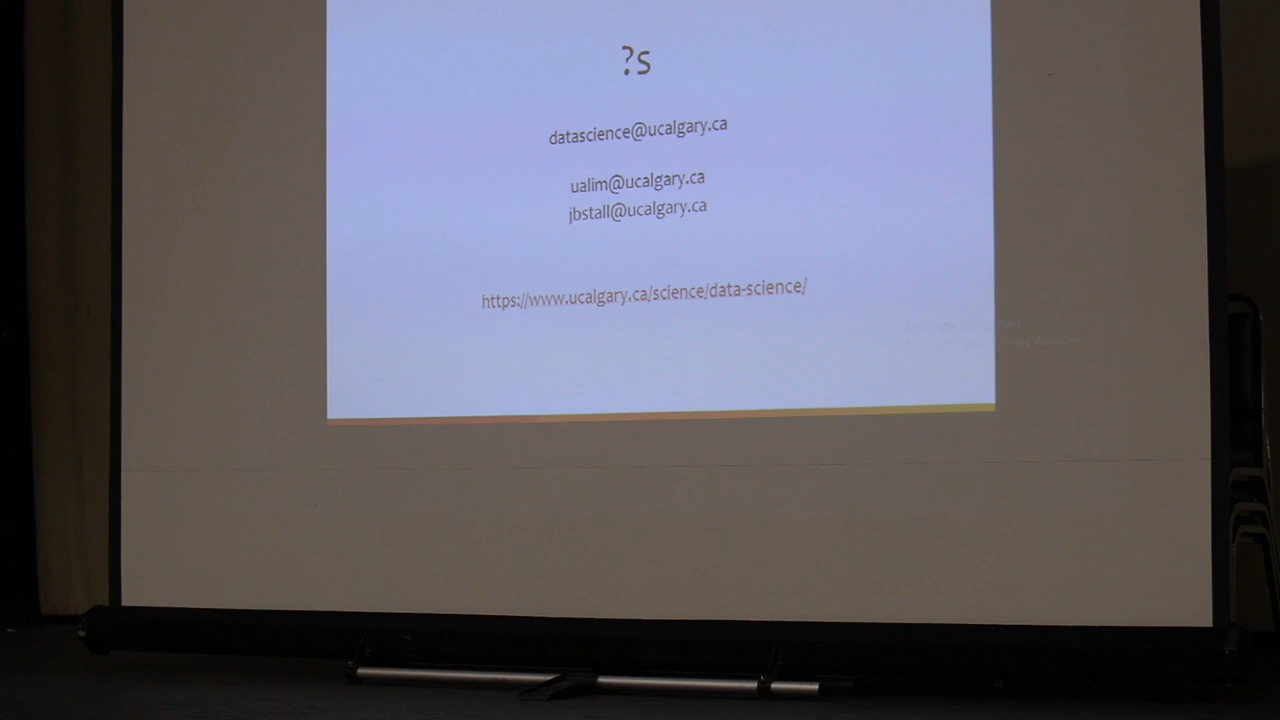 ?s
datascience@ucalgary.ca
ualim@ucalgary.ca
jbstall@ucalgary.ca
https://www.ucalgary.ca/science/data-science/